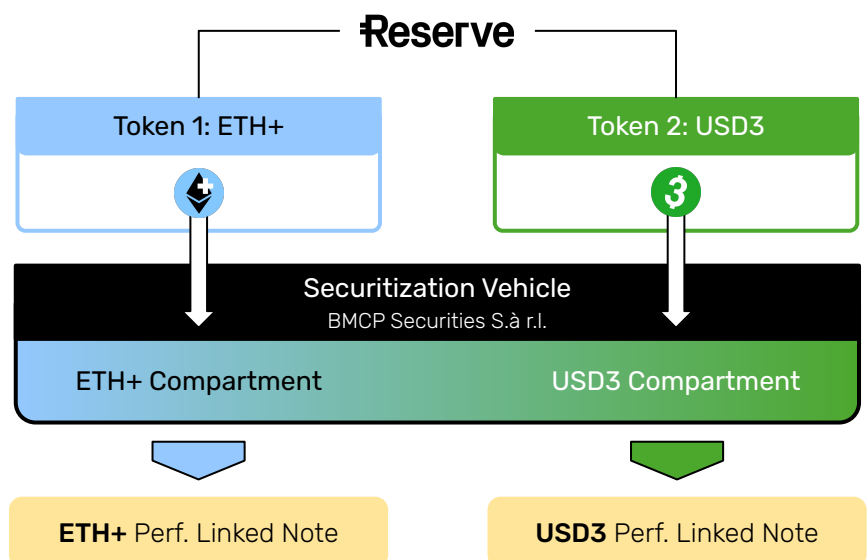 Reserve
Token 1: ETH+
Token 2: USD3
3
Securitization Vehicle
BMCP Securities S.à r.l.
ETH+ Compartment
USD3 Compartment
ETH+ Perf. Linked Note
USD3 Perf. Linked Note